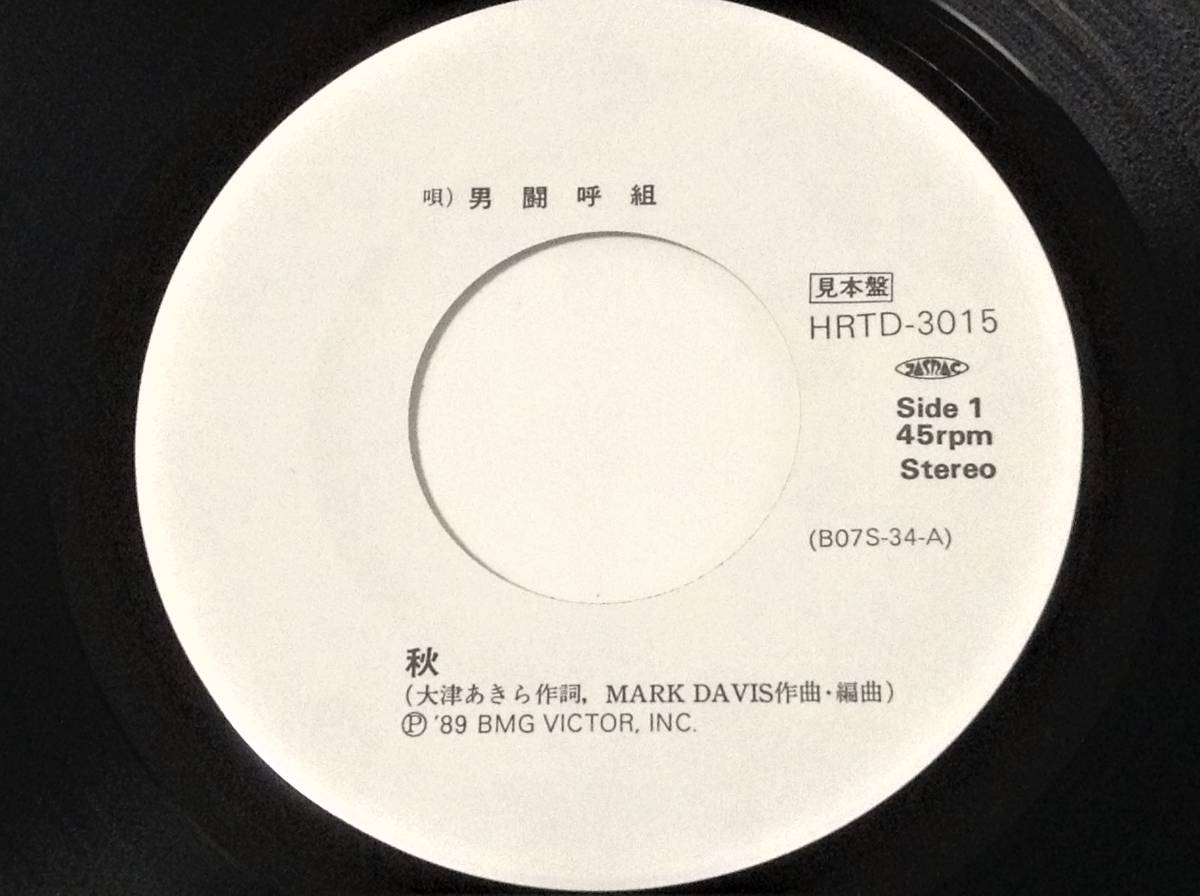 唄）男闘呼組
見本盤
HRTD-3015
JASRAC
Side 1
45rpm
Stereo
(B07S-34-A)
秋
(大津あきら作詞, MARK DAVIS作曲・編曲)
Ⓟ '89 BMG VICTOR, INC.